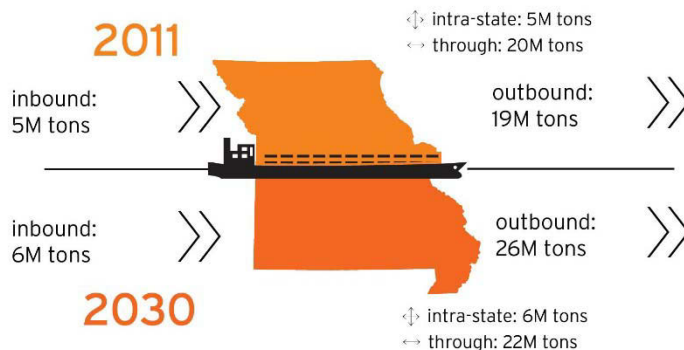 2011
intra-state: 5M tons
through: 20M tons
inbound:
5M tons
outbound:
19M tons
inbound:
6M tons
outbound:
26M tons
2030
intra-state: 6M tons
through: 22M tons